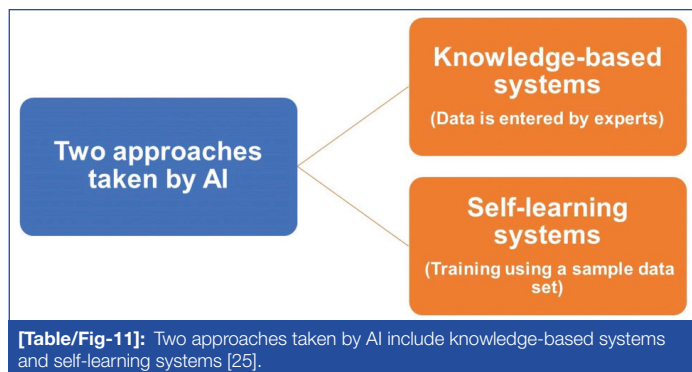 Two approaches
taken by AI
Knowledge-based
systems
(Data is entered by experts)
Self-learning
systems
(Training using a sample data
set)
[Table/Fig-11]: Two approaches taken by AI include knowledge-based systems
and self-learning systems [25].